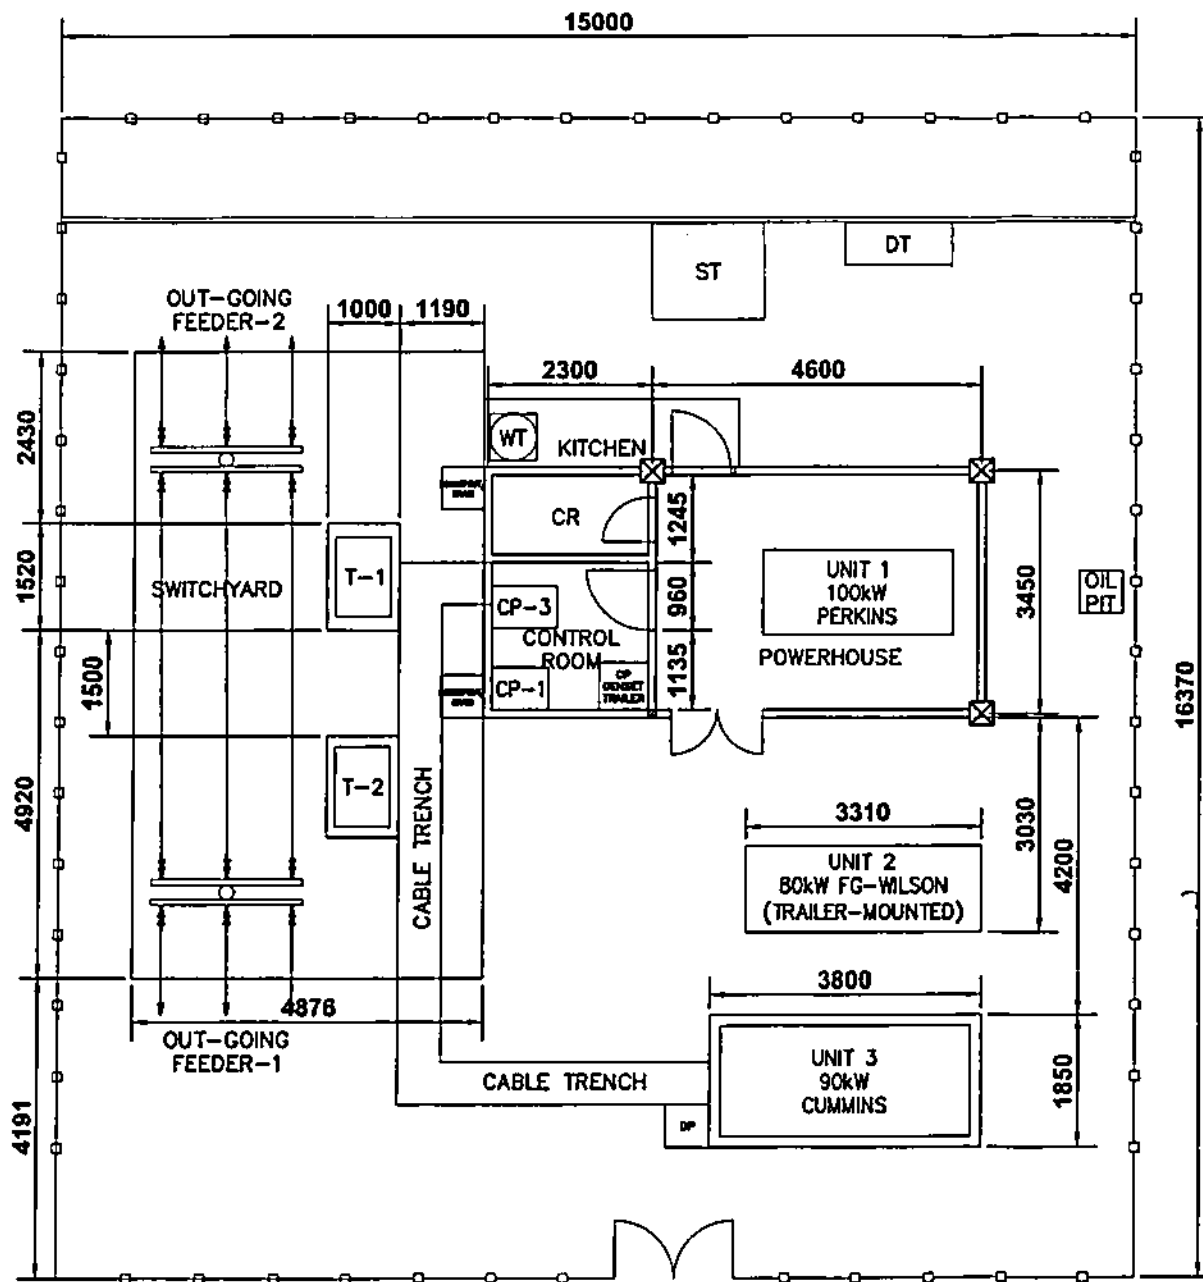 15000
ST
DT
OUT-GOING
FEEDER-2
1000
1190
2300
4600
2430
WT
KITCHEN
CR
1245
1520
SWITCHYARD
T-1
CP-3
960
UNIT 1
100kW
PERKINS
3450
OIL
PIT
CONTROL
ROOM
POWERHOUSE
1500
CP-1
CP
GENSET
TRAILER
1135
16370
T-2
4920
CABLE TRENCH
3310
3030
4200
UNIT 2
80kW FG-WILSON
(TRAILER-MOUNTED)
3800
4876
OUT-GOING
FEEDER-1
CABLE TRENCH
UNIT 3
90kW
CUMMINS
1850
4191
DP